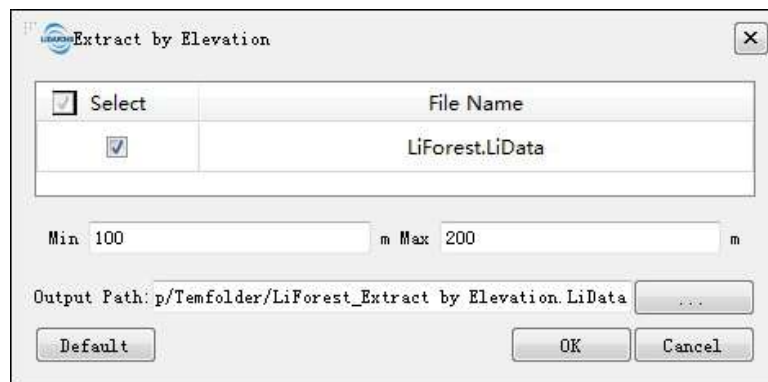 Extract by Elevation
Select File Name
LiForest.LiData
Min 100 m Max 200 m
Output Path: p/Temfolder/LiForest_Extract by Elevation.LiData ...
Default OK Cancel